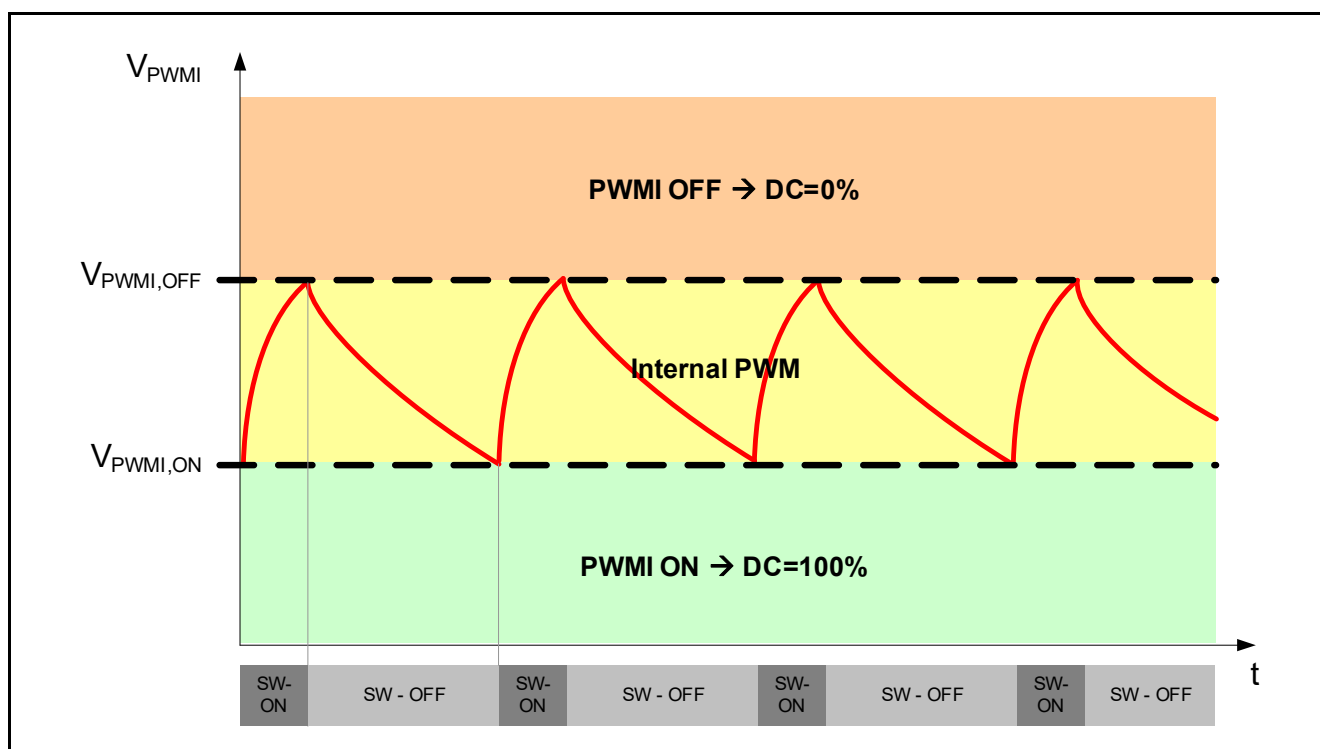 VPWMI
PWMI OFF → DC=0%
VPWMI,OFF
Internal PWM
VPWMI,ON
PWMI ON → DC=100%
t
SW-
ON
SW - OFF
SW-
ON
SW - OFF
SW-
ON
SW - OFF
SW-
ON
SW - OFF